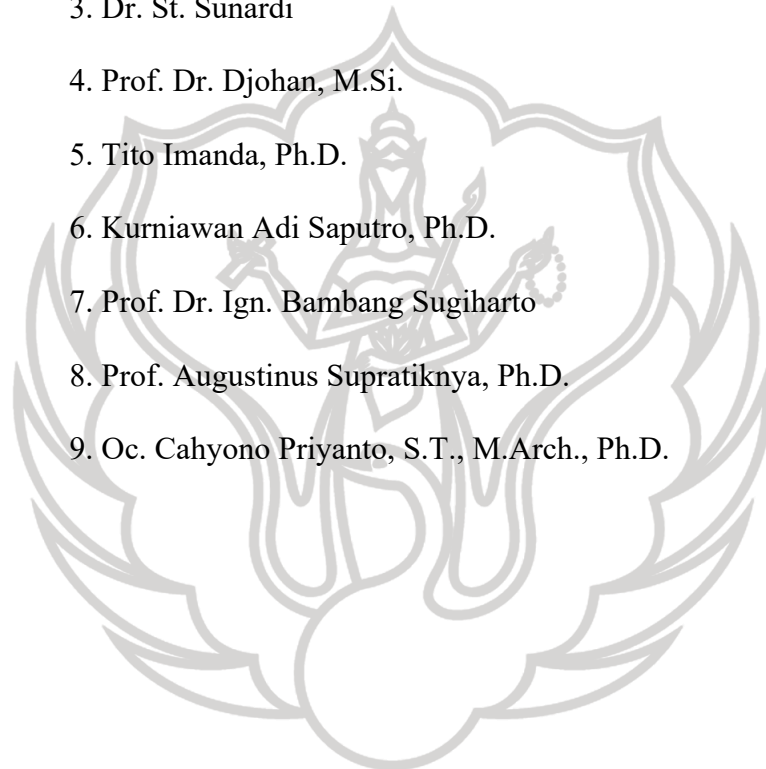 3. Dr. St. Sunardi
4. Prof. Dr. Djohan, M.Si.
5. Tito Imanda, Ph.D.
6. Kurniawan Adi Saputro, Ph.D.
7. Prof. Dr. Ign. Bambang Sugiharto
8. Prof. Augustinus Supratiknya, Ph.D.
9. Oc. Cahyono Priyanto, S.T., M.Arch., Ph.D.